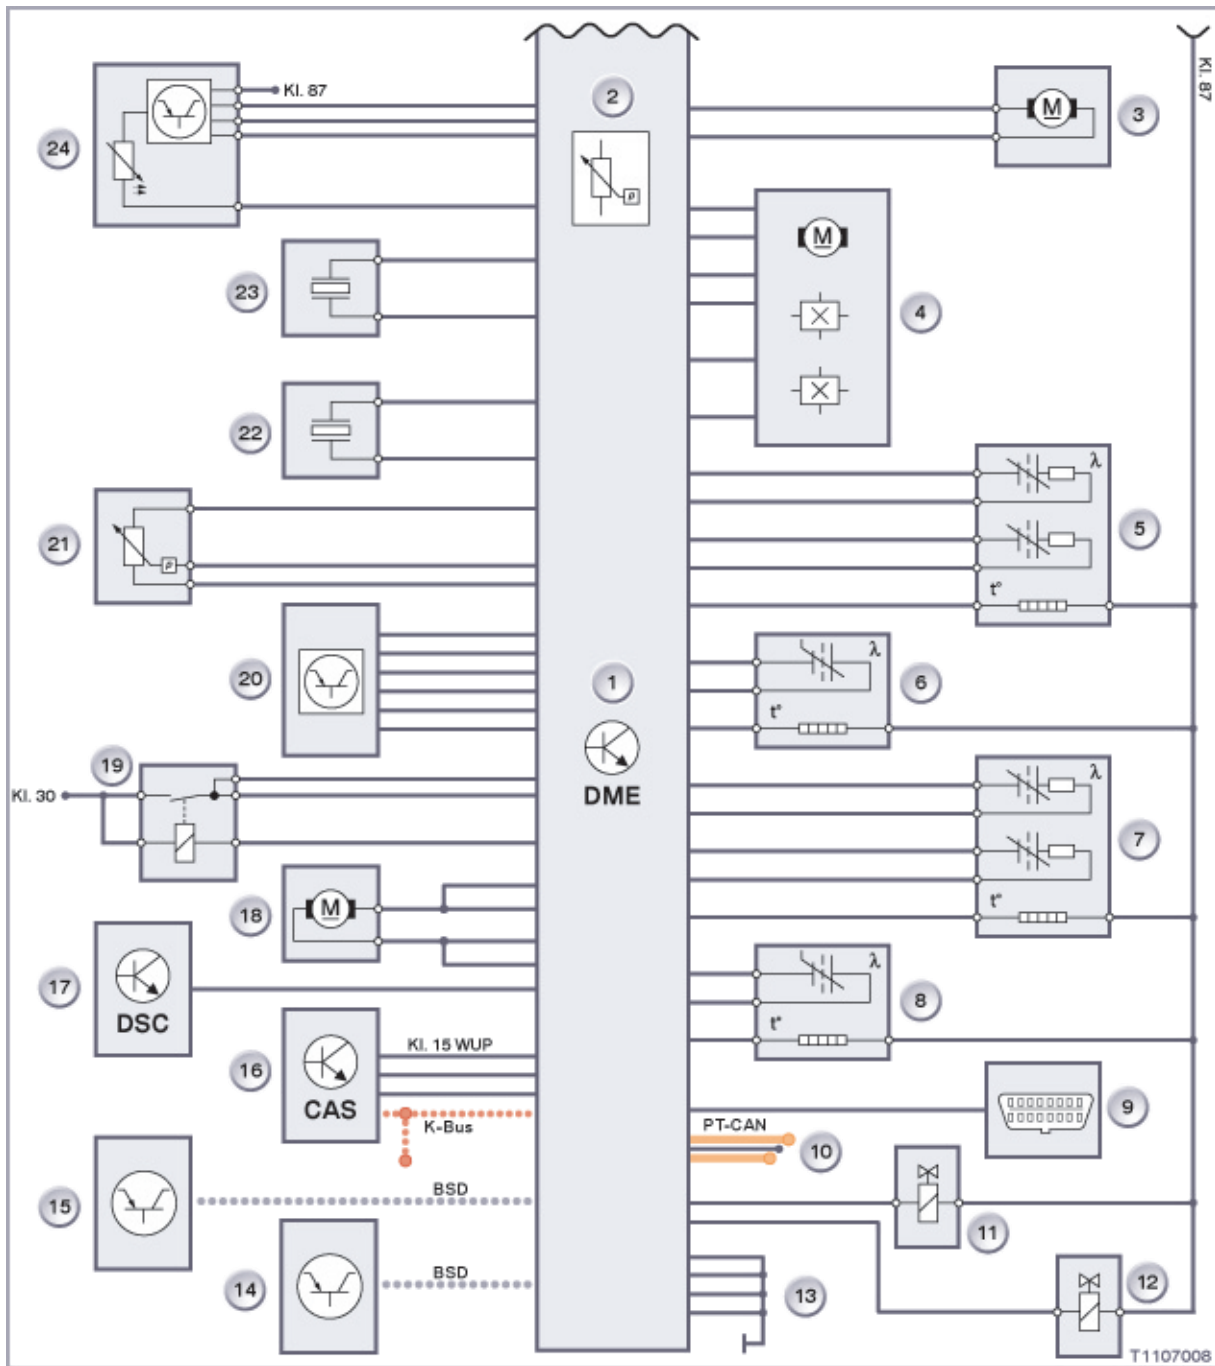 Kl. 87
2
Kl. 87
M
3
24
p
M
23
4
22
λ
5
21
p
t°
λ
20
1
6
t°
19
DME
λ
Kl. 30
7
M
18
t°
λ
17
DSC
8
t°
Kl. 15 WUP
16
CAS
9
K-Bus
PT-CAN
10
BSD
15
11
BSD
14
13
12
T1107008